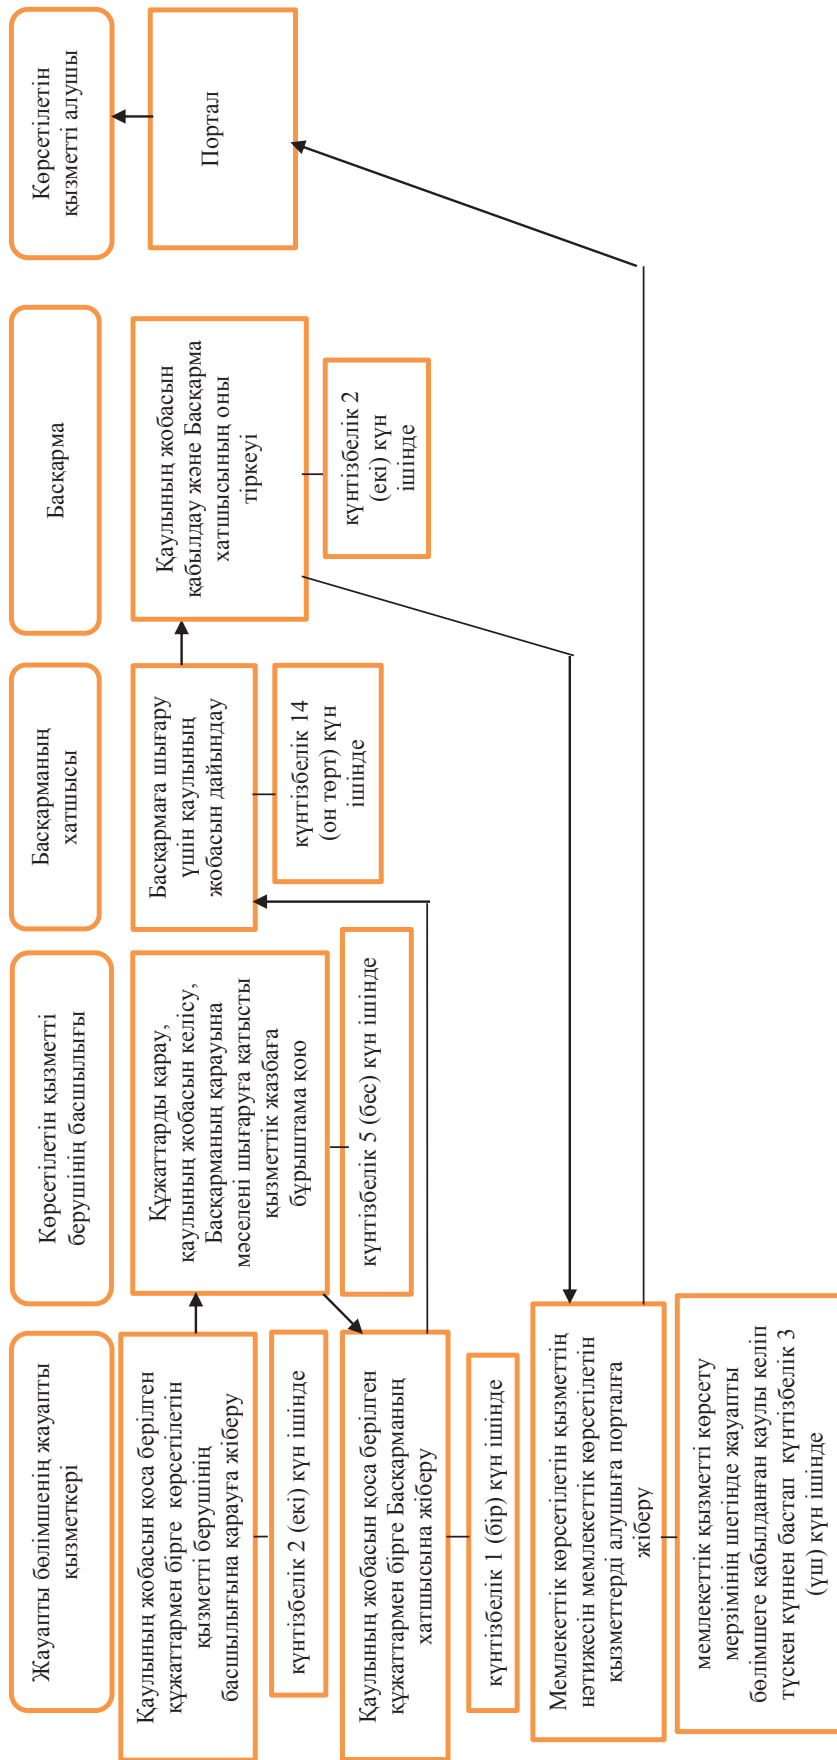 Жауапты бөлімшенің жауапты
қызметкері
Көрсетілетін қызметті
берушінің басшылығы
Басқарманың
хатшысы
Басқарма
Көрсетілетін
қызметті алушы
Қаулының жобасын қоса берілген
құжаттармен бірге көрсетілетін
қызметті берушінің
басшылығына қарауға жіберу
күнтізбелік 2 (екі) күн ішінде
Құжаттарды қарау,
қаулының жобасын келісу,
Басқарманың қарауына
мәселені шығаруға қатысты
қызметтік жазбаға
бұрыштама қою
күнтізбелік 5 (бес) күн ішінде
Қаулының жобасын қоса берілген
құжаттармен бірге Басқарманың
хатшысына жіберу
күнтізбелік 1 (бір) күн ішінде
Басқармаға шығару
үшін қаулының
жобасын дайындау
күнтізбелік 14
(он төрт) күн
ішінде
Қаулының жобасын
қабылдау және Басқарма
хатшысының оны
тіркеуі
күнтізбелік 2
(екі) күн
ішінде
Мемлекеттік көрсетілетін қызметтің
нәтижесін мемлекеттік көрсетілетін
қызметтерді алушыға порталға
жіберу
мемлекеттік қызметті көрсету
мерзімінің шегінде жауапты
бөлімшеге қабылданған қаулы келіп
түскен күннен бастап күнтізбелік 3
(үш) күн ішінде
Портал